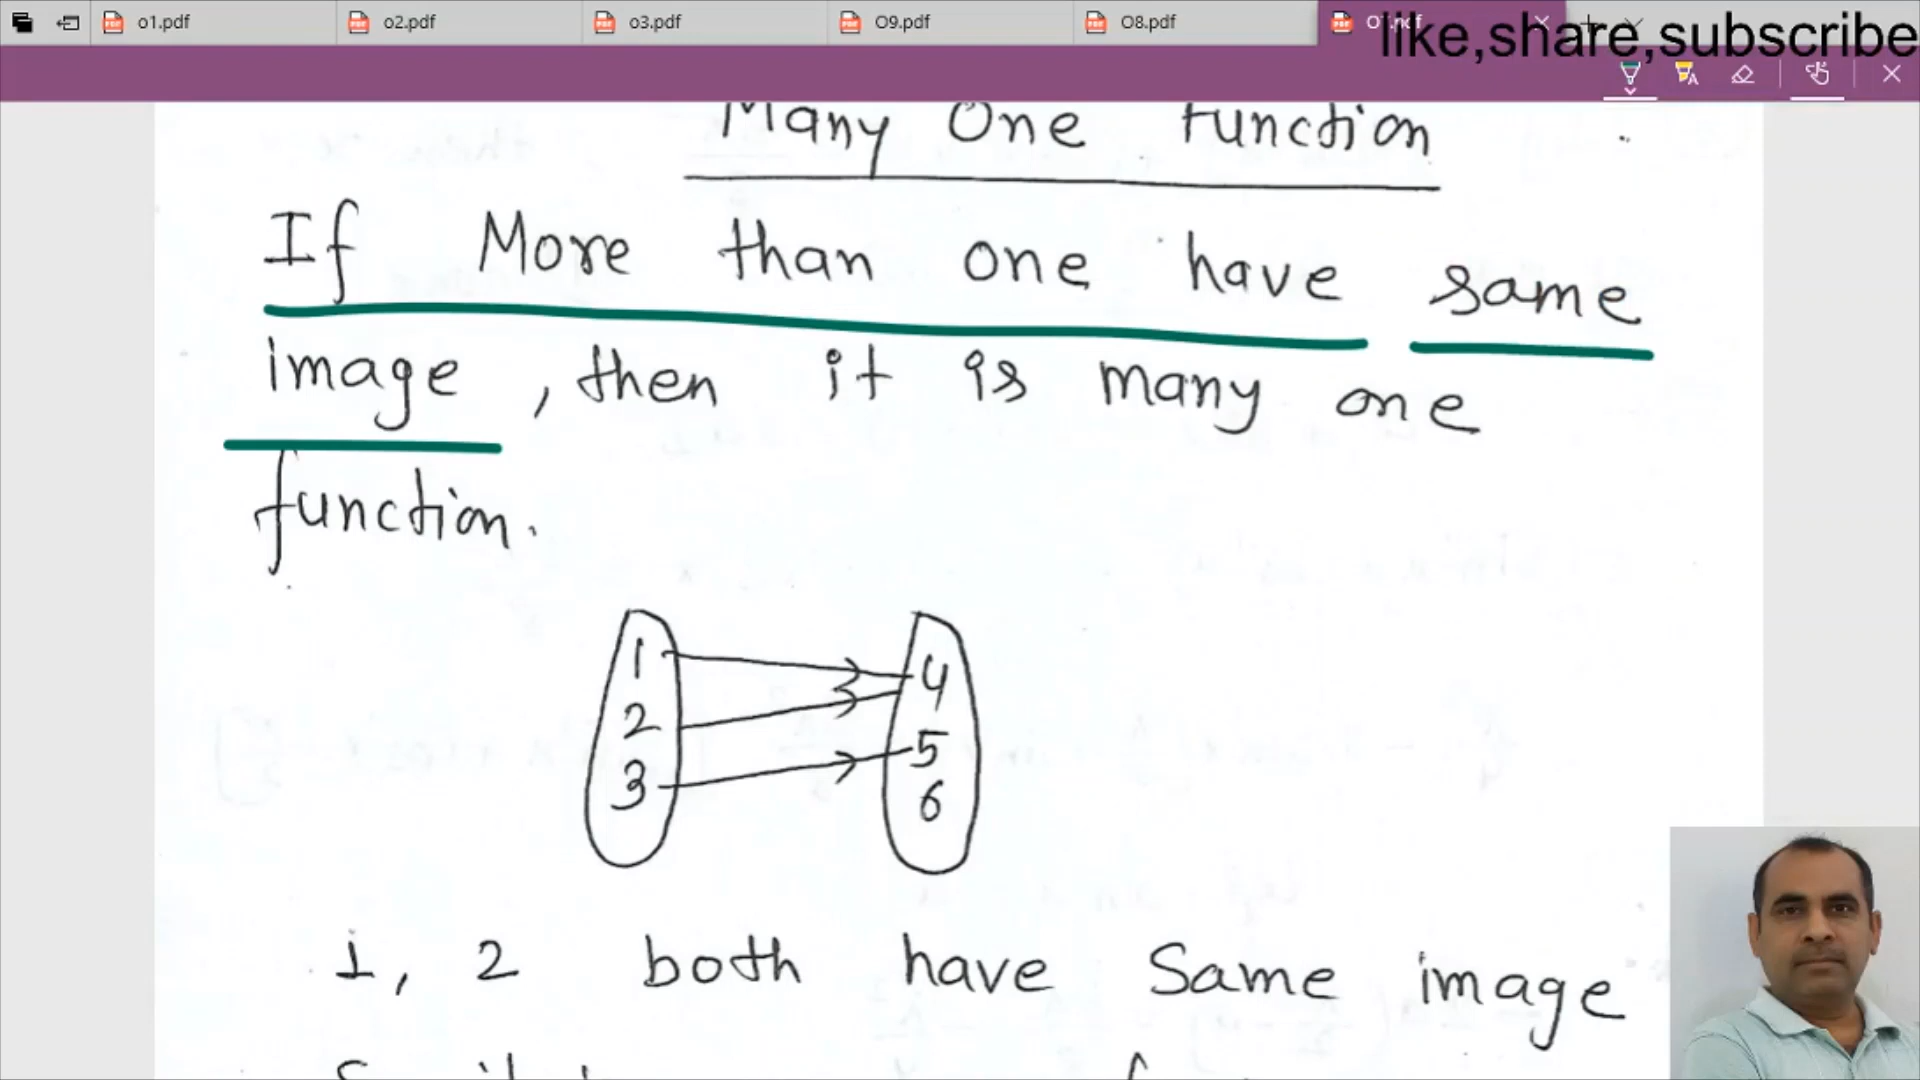 o1.pdf o2.pdf o3.pdf O9.pdf O8.pdf
like,share,subscribe
Many One function
If More than one have same
image, then it is many one
function.
1 4
2 5
3 6
1, 2 both have Same image